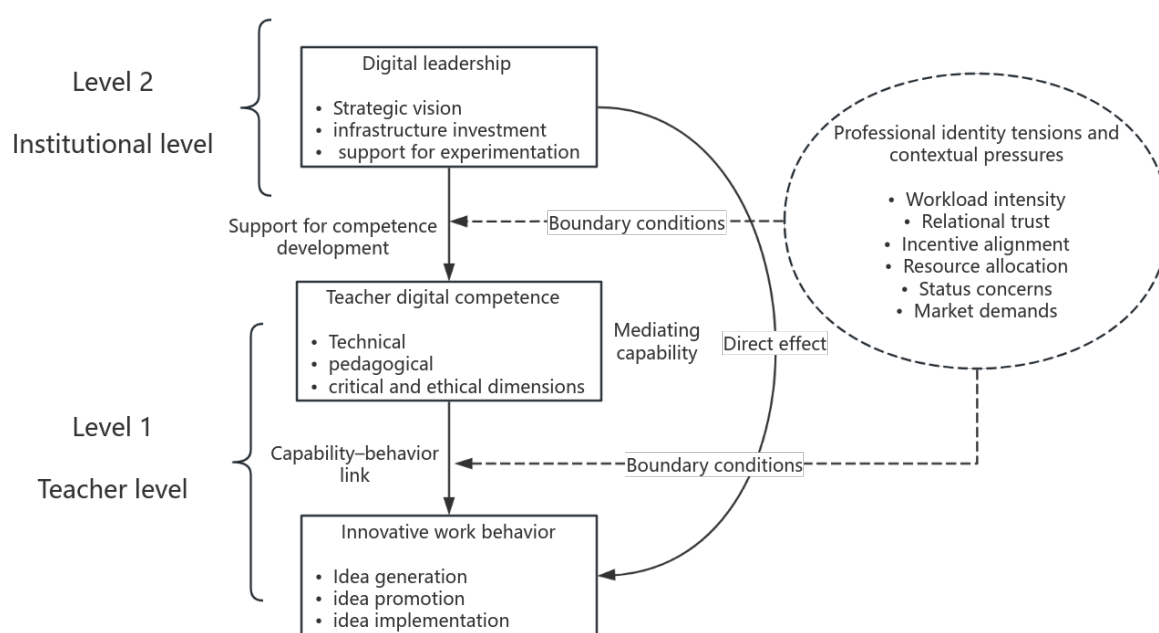 Level 2
Institutional level
Digital leadership
• Strategic vision
• infrastructure investment
• support for experimentation
Professional identity tensions and
contextual pressures
• Workload intensity
• Relational trust
• Incentive alignment
• Resource allocation
• Status concerns
• Market demands
Support for competence
development
Boundary conditions
Teacher digital competence
• Technical
• pedagogical
• critical and ethical dimensions
Mediating
capability
Direct effect
Level 1
Teacher level
Capability–behavior
link
Boundary conditions
Innovative work behavior
• Idea generation
• idea promotion
• idea implementation